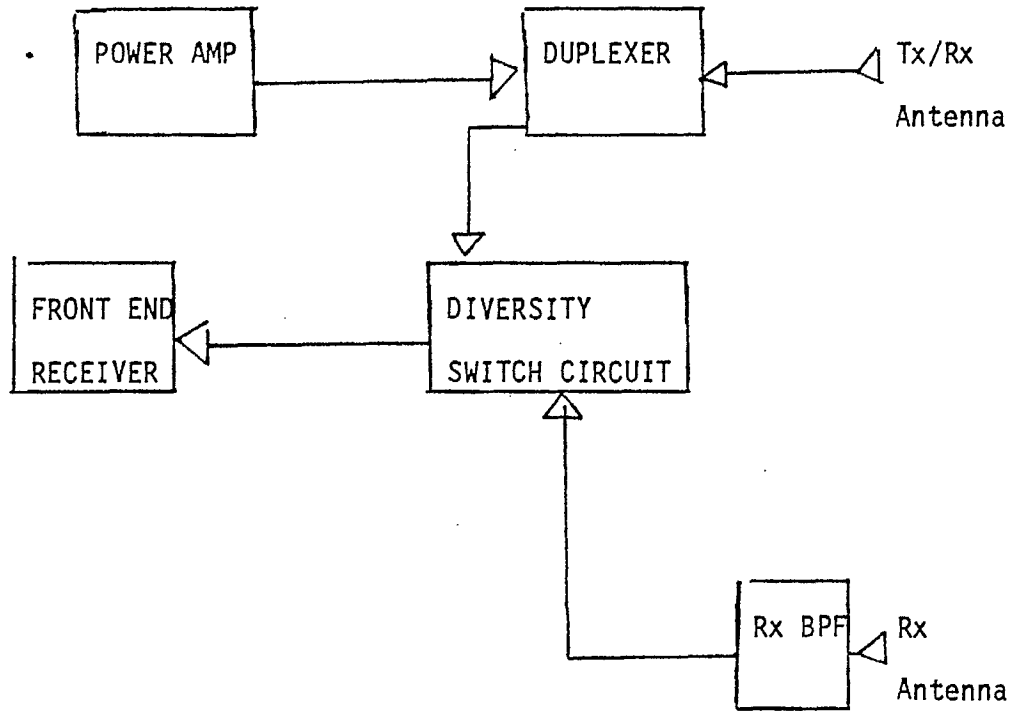 POWER AMP
DUPLEXER
Tx/Rx
Antenna
FRONT END
RECEIVER
DIVERSITY
SWITCH CIRCUIT
Rx BPF
Rx
Antenna